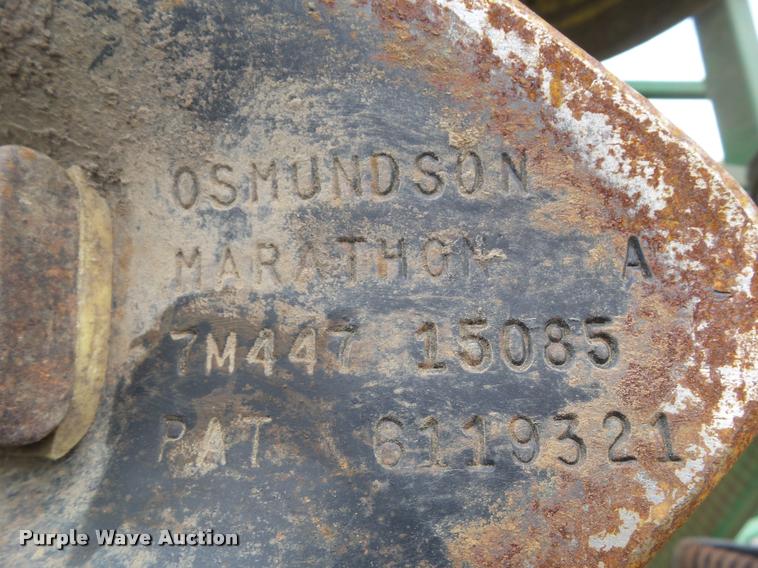 OSMUNDSON
MARATHON A
7M447 15085
PAT 6119321
Purple Wave Auction